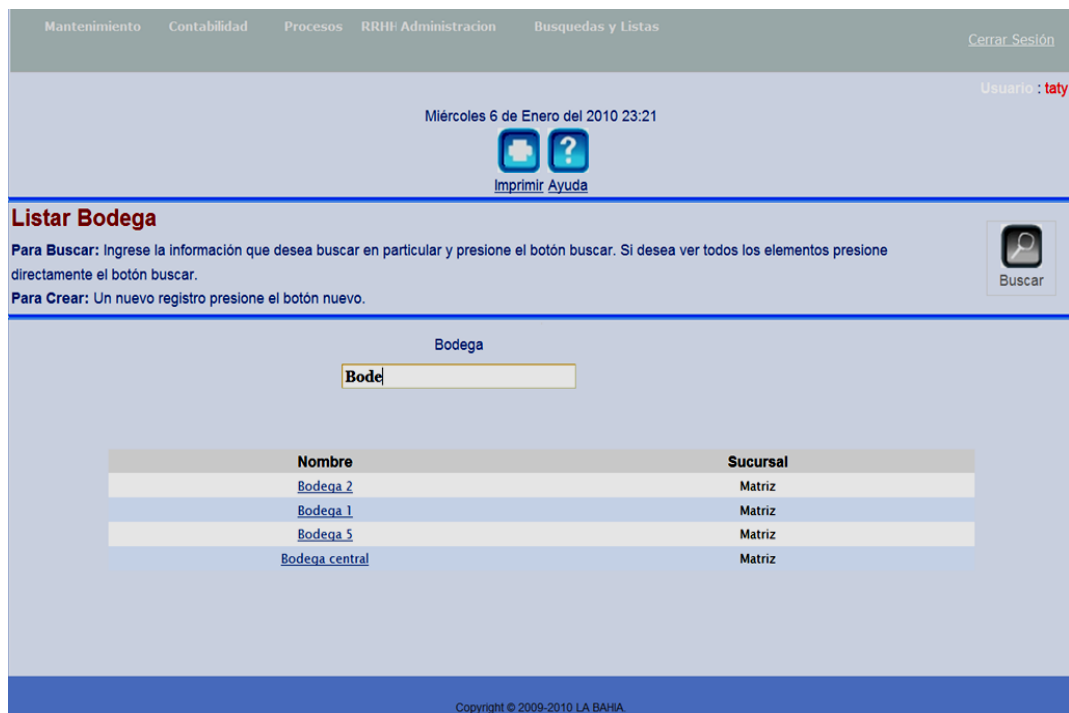 Mantenimiento Contabilidad Procesos RRHH Administracion Busquedas y Listas
Cerrar Sesión
Usuario : taty
Miércoles 6 de Enero del 2010 23:21
Imprimir Ayuda
Listar Bodega
Para Buscar: Ingrese la información que desea buscar en particular y presione el botón buscar. Si desea ver todos los elementos presione
directamente el botón buscar.
Para Crear: Un nuevo registro presione el botón nuevo.
Buscar
Bodega
Bode
Nombre Sucursal
Bodega 2 Matriz
Bodega 1 Matriz
Bodega 5 Matriz
Bodega central Matriz
Copyright © 2009-2010 LA BAHIA.